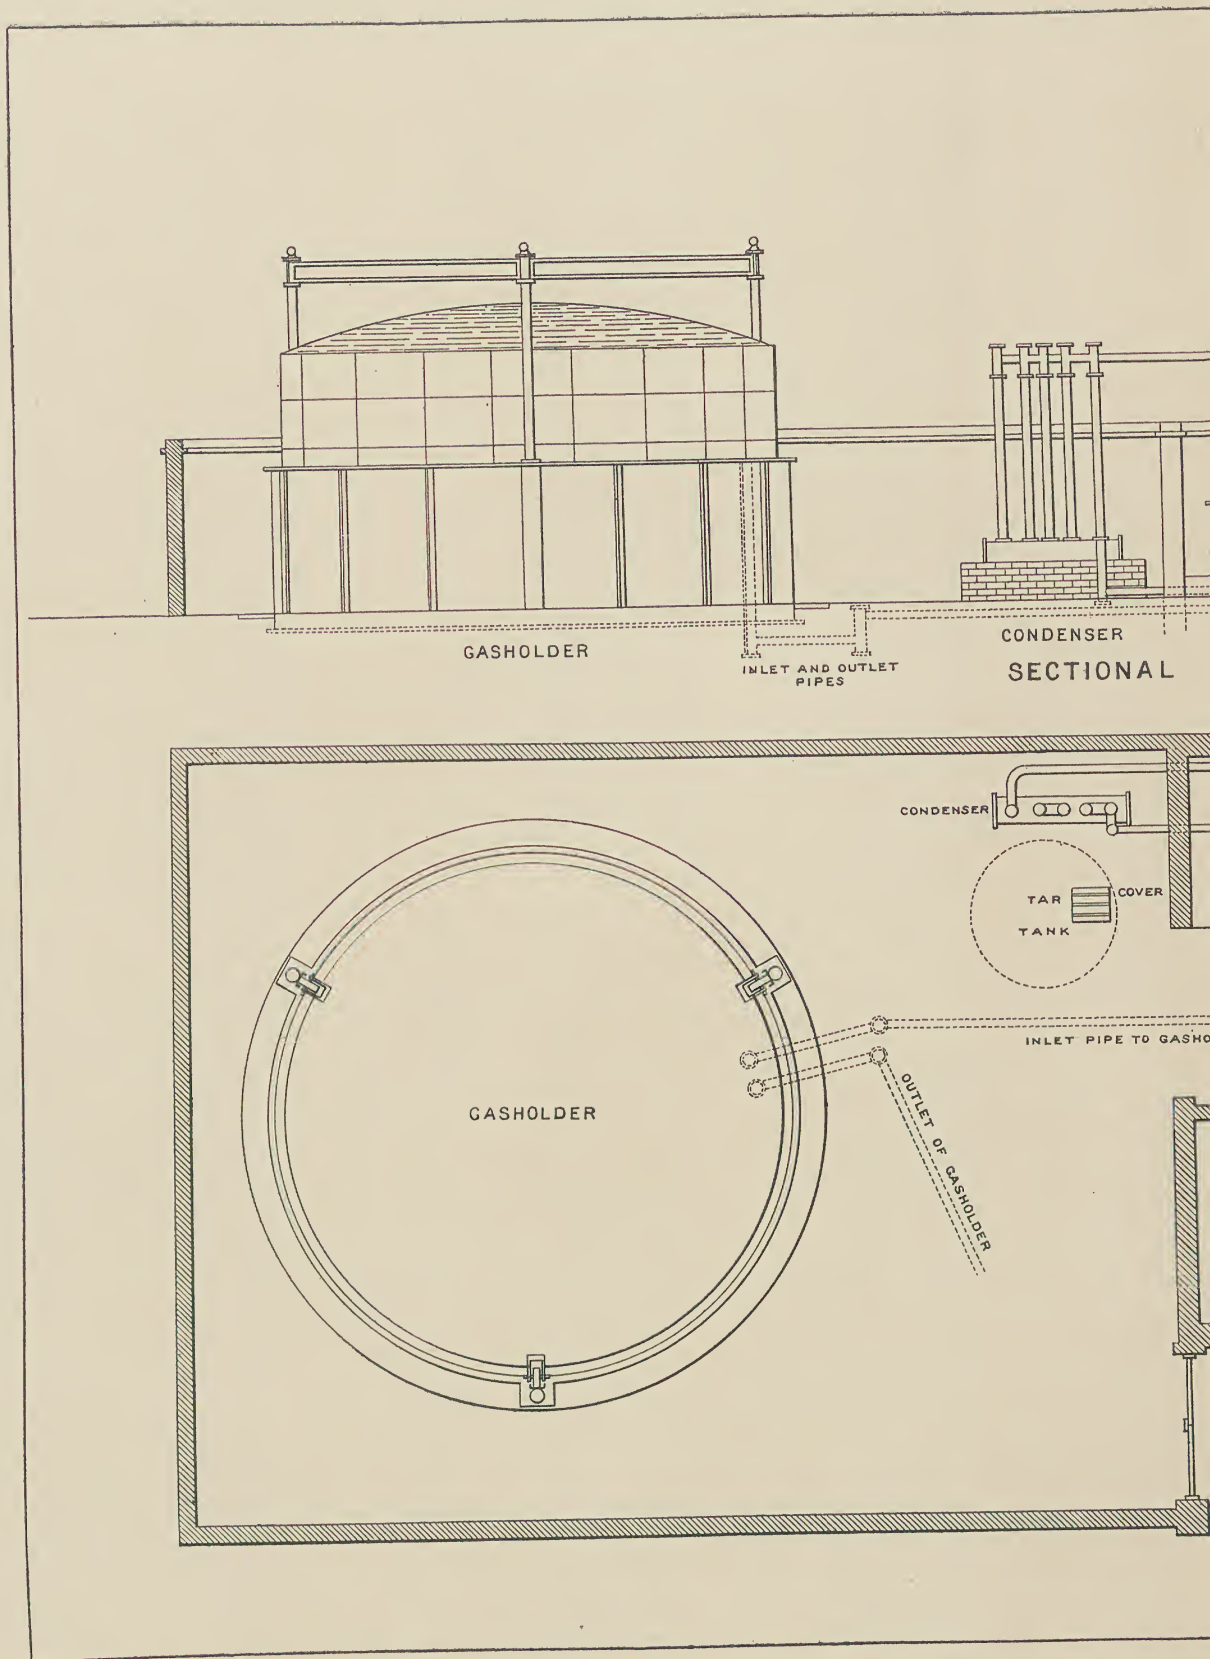 GASHOLDER
INLET AND OUTLET
PIPES
CONDENSER
SECTIONAL
CONDENSER
TAR
TANK
COVER
INLET PIPE TO GASHO
OUTLET OF GASHOLDER
GASHOLDER